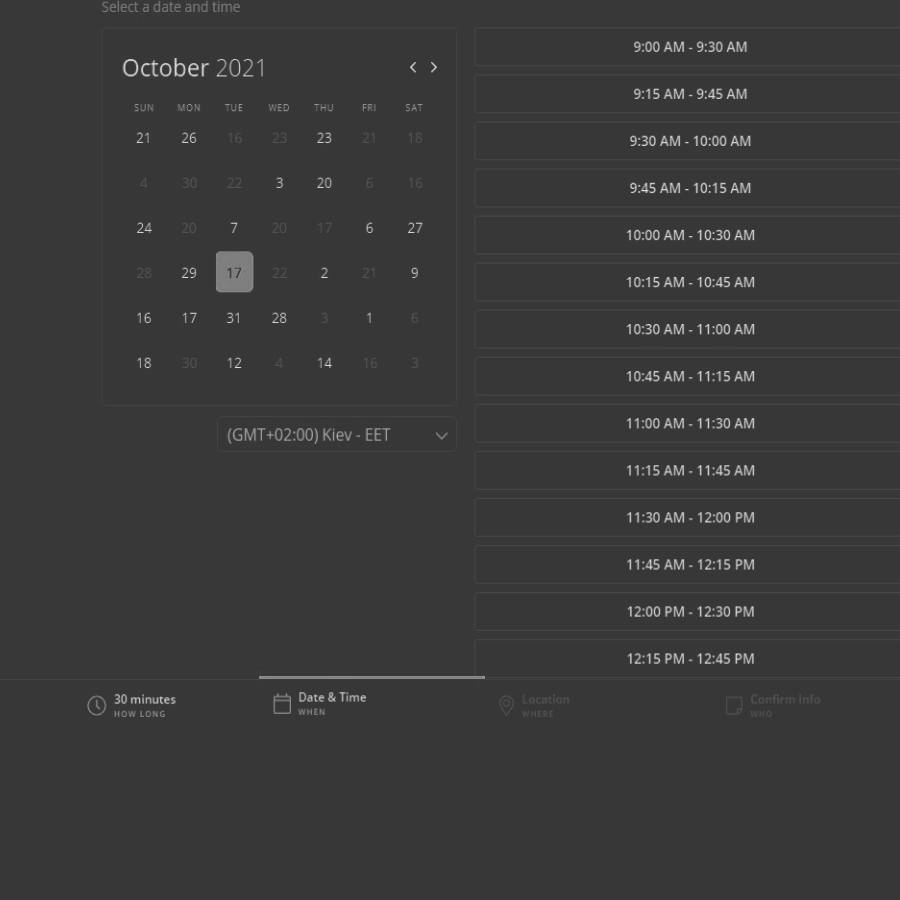 Select a date and time
October 2021
SUN MON TUE WED THU FRI SAT
21 26 16 23 23 21 18
4 30 22 3 20 6 16
24 20 7 20 17 6 27
28 29 17 22 2 21 9
16 17 31 28 3 1 6
18 30 12 4 14 16 3
(GMT+02:00) Kiev - EET
9:00 AM - 9:30 AM
9:15 AM - 9:45 AM
9:30 AM - 10:00 AM
9:45 AM - 10:15 AM
10:00 AM - 10:30 AM
10:15 AM - 10:45 AM
10:30 AM - 11:00 AM
10:45 AM - 11:15 AM
11:00 AM - 11:30 AM
11:15 AM - 11:45 AM
11:30 AM - 12:00 PM
11:45 AM - 12:15 PM
12:00 PM - 12:30 PM
12:15 PM - 12:45 PM
30 minutes
HOW LONG
Date & Time
WHEN
Location
WHERE
Confirm Info
WHO